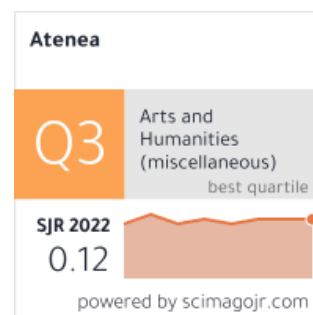 Atenea
Q3
Arts and
Humanities
(miscellaneous)
best quartile
SJR 2022
0.12
powered by scimagojr.com